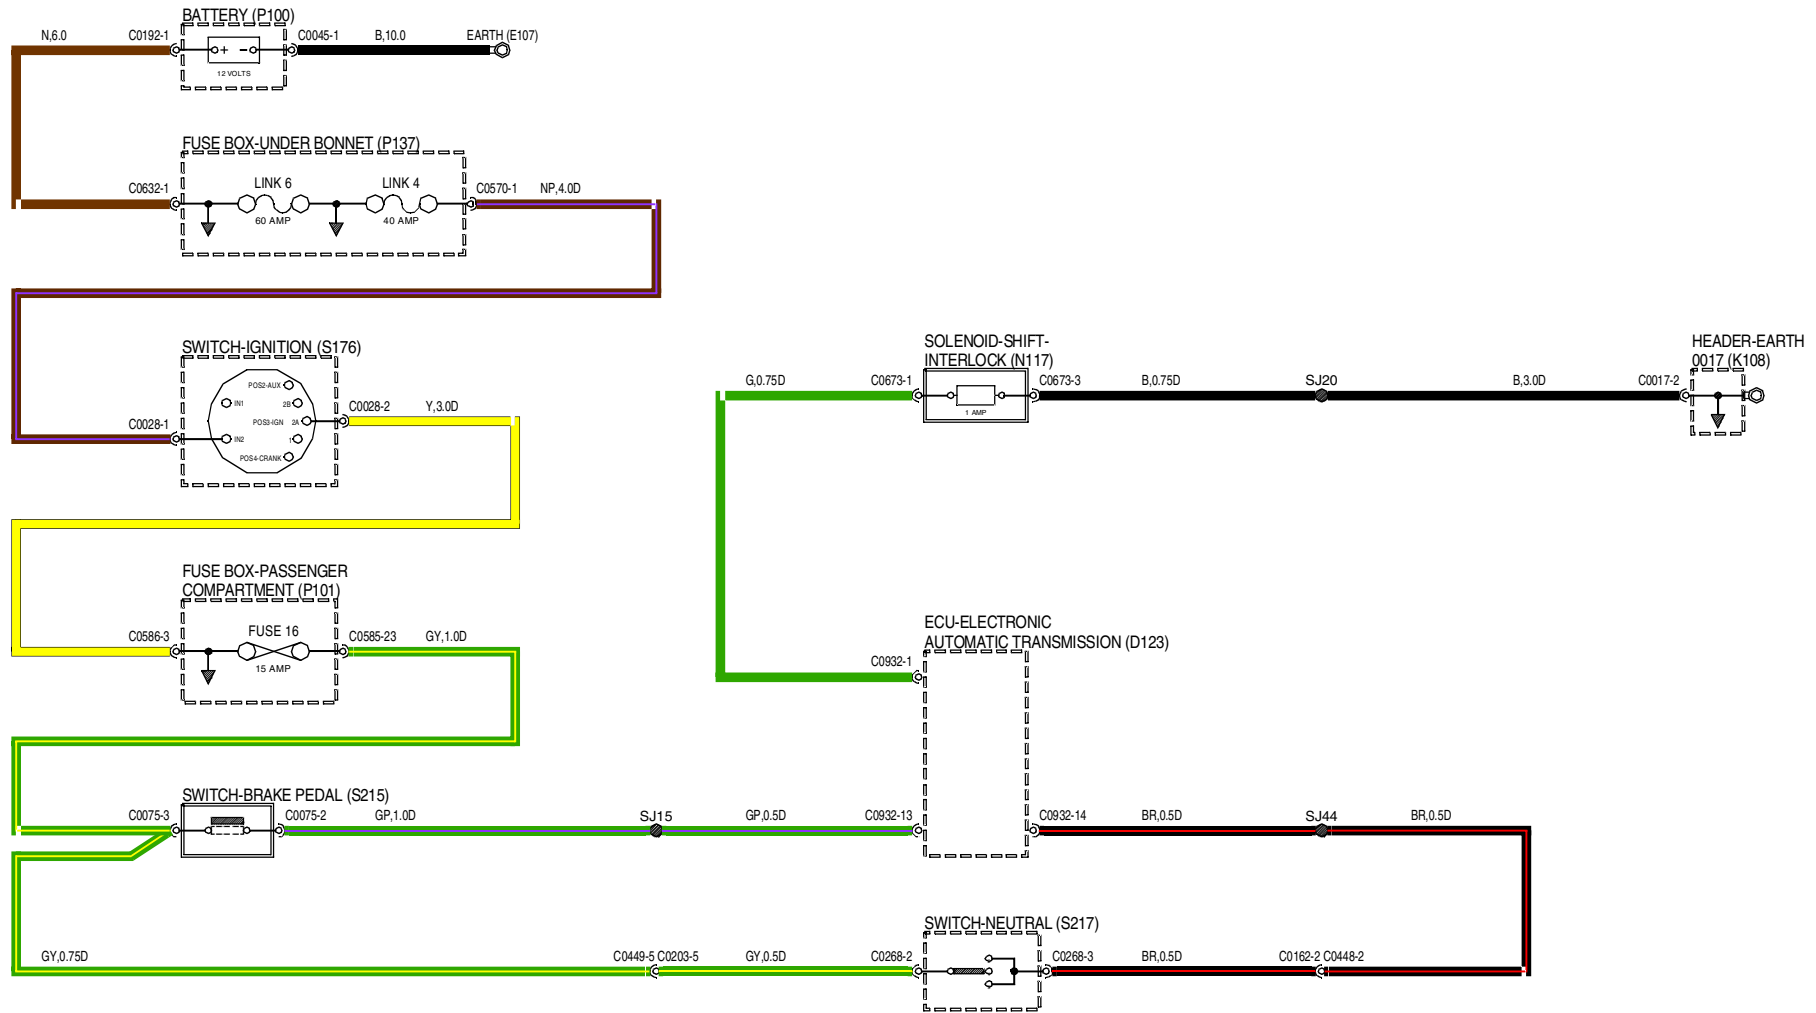 BATTERY (P100)
N,6.0
C0192-1
+
-
12 VOLTS
C0045-1
B,10.0
EARTH (E107)
FUSE BOX-UNDER BONNET (P137)
C0632-1
LINK 6
60 AMP
LINK 4
40 AMP
C0570-1
NP,4.0D
SWITCH-IGNITION (S176)
POS2-AUX
IN1
2B
POS3-IGN
2A
IN2
1
POS4-CRANK
C0028-1
C0028-2
Y,3.0D
SOLENOID-SHIFT-
INTERLOCK (N117)
G,0.75D
C0673-1
1 AMP
C0673-3
B,0.75D
SJ20
B,3.0D
C0017-2
HEADER-EARTH
0017 (K108)
FUSE BOX-PASSENGER
COMPARTMENT (P101)
C0586-3
FUSE 16
15 AMP
C0585-23
GY,1.0D
ECU-ELECTRONIC
AUTOMATIC TRANSMISSION (D123)
C0932-1
SWITCH-BRAKE PEDAL (S215)
C0075-3
C0075-2
GP,1.0D
SJ15
GP,0.5D
C0932-13
C0932-14
BR,0.5D
SJ44
BR,0.5D
SWITCH-NEUTRAL (S217)
GY,0.75D
C0449-5 C0203-5
GY,0.5D
C0268-2
C0268-3
BR,0.5D
C0162-2 C0448-2